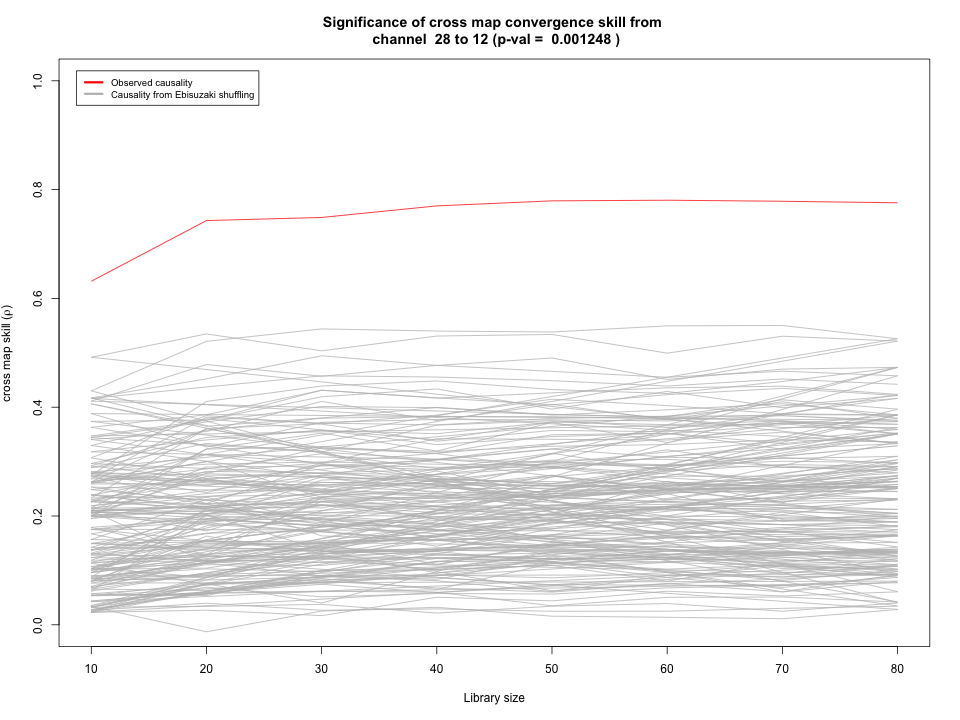 Significance of cross map convergence skill from
channel  28 to 12 (p-val =  0.001248 )
Observed causality
Causality from Ebisuzaki shuffling
cross map skill (ρ)
1.0
0.8
0.6
0.4
0.2
0.0
10 20 30 40 50 60 70 80
Library size